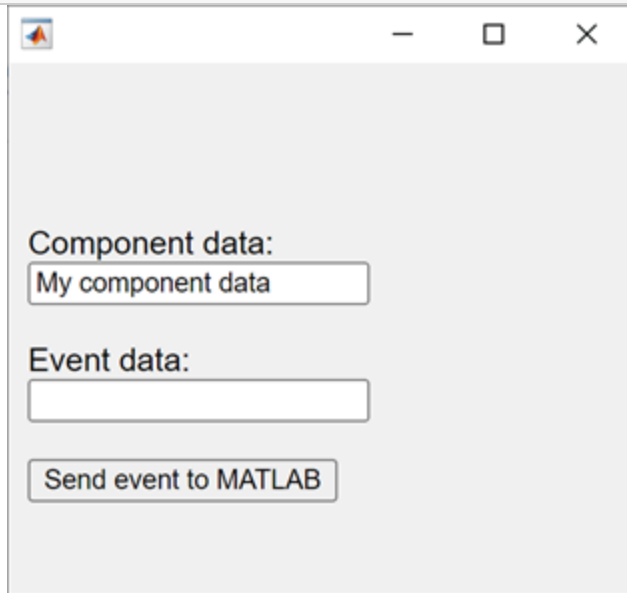 Component data:
My component data
Event data:
Send event to MATLAB